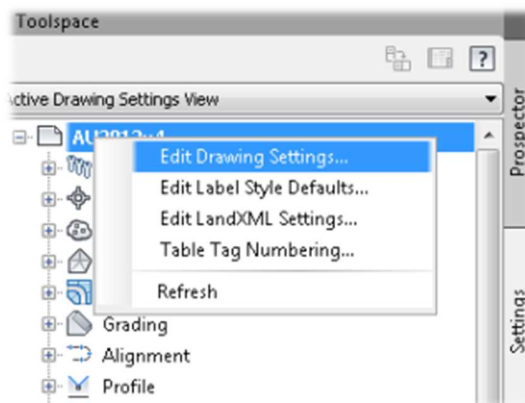 Toolspace
Active Drawing Settings View
Edit Drawing Settings...
Edit Label Style Defaults...
Edit LandXML Settings...
Table Tag Numbering...
Refresh
Grading
Alignment
Profile
Prospector
Settings